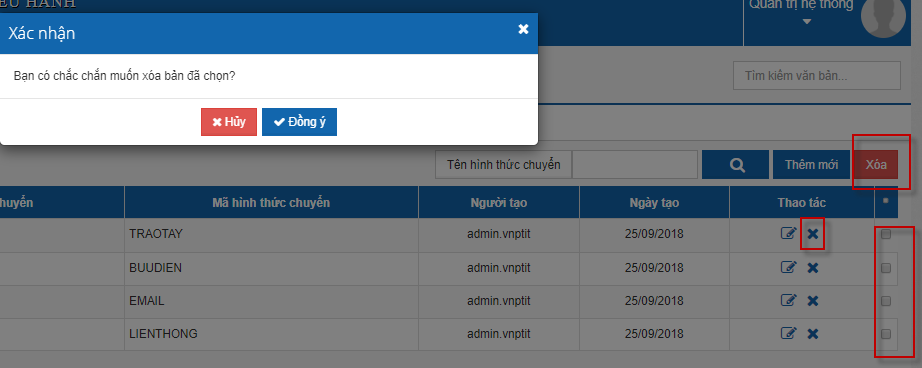 Quản trị hệ thống
Xác nhận
Bạn có chắc chắn muốn xóa bản đã chọn?
Hủy Đồng ý
Tìm kiếm văn bản...
Tên hình thức chuyển Thêm mới Xóa
Mã hình thức chuyển Người tạo Ngày tạo Thao tác
TRAOTAY admin.vnptit 25/09/2018
BUUDIEN admin.vnptit 25/09/2018
EMAIL admin.vnptit 25/09/2018
LIENTHONG admin.vnptit 25/09/2018